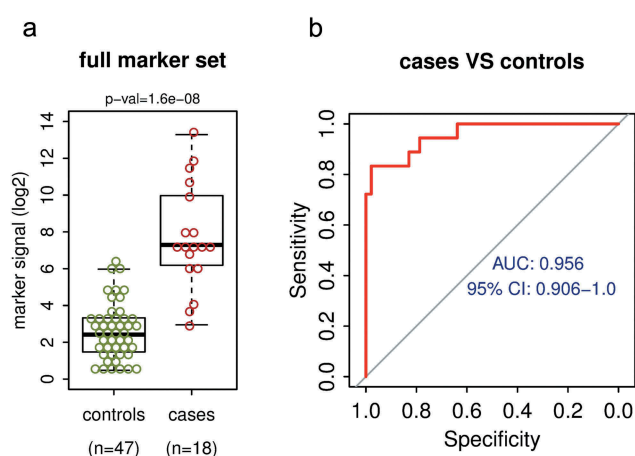 a
full marker set
p-val=1.6e-08
marker signal (log2)
14
12
10
8
6
4
2
0
controls
cases
(n=47)
(n=18)
b
cases VS controls
Sensitivity
1.0
0.8
0.6
0.4
0.2
0.0
AUC: 0.956
95% CI: 0.906-1.0
1.0 0.8 0.6 0.4 0.2 0.0
Specificity